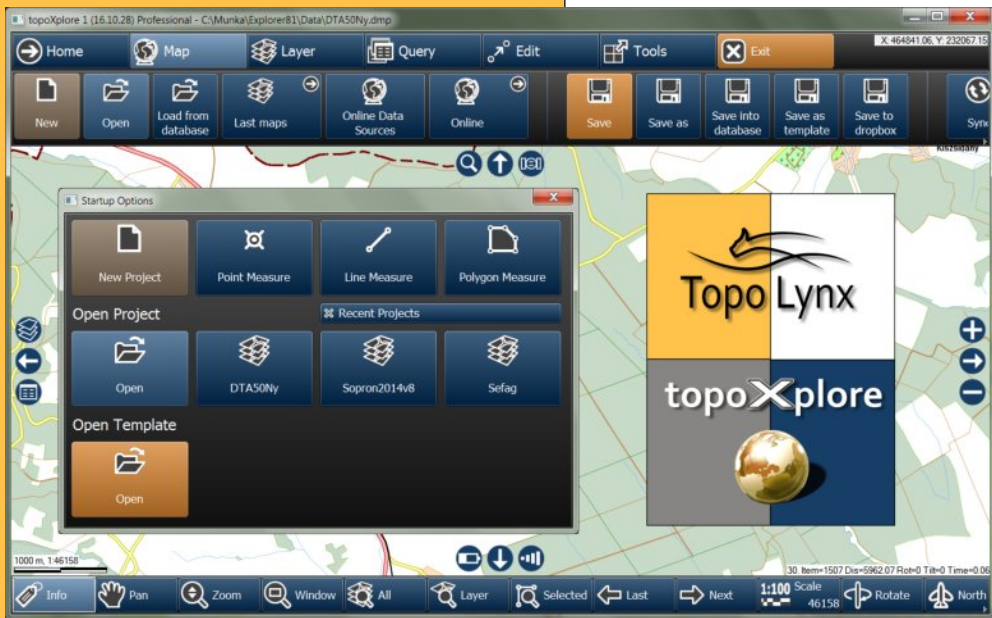 topoXplore 1 (16.10.28) Professional - C:\Munka\Explorer81\Data\DTA50Ny.dmp
Home Map Layer Query Edit Tools Exit
X: 464841.06, Y: 232067.15
New Open Load from database Last maps Online Data Sources Online Save Save as Save into database Save as template Save to dropbox Sync
Kiszsidány
Startup Options
New Project Point Measure Line Measure Polygon Measure
Open Project Recent Projects
Open DTA50Ny Sopron2014v8 Sefag
Open Template
Open
Topo Lynx
topoXplore
1000 m, 1:46158
30. Item=1507 Dis=5962.07 Rot=0 Tilt=0 Time=0.06
Info Pan Zoom Window All Layer Selected Last Next 1:100 Scale 46158 Rotate North